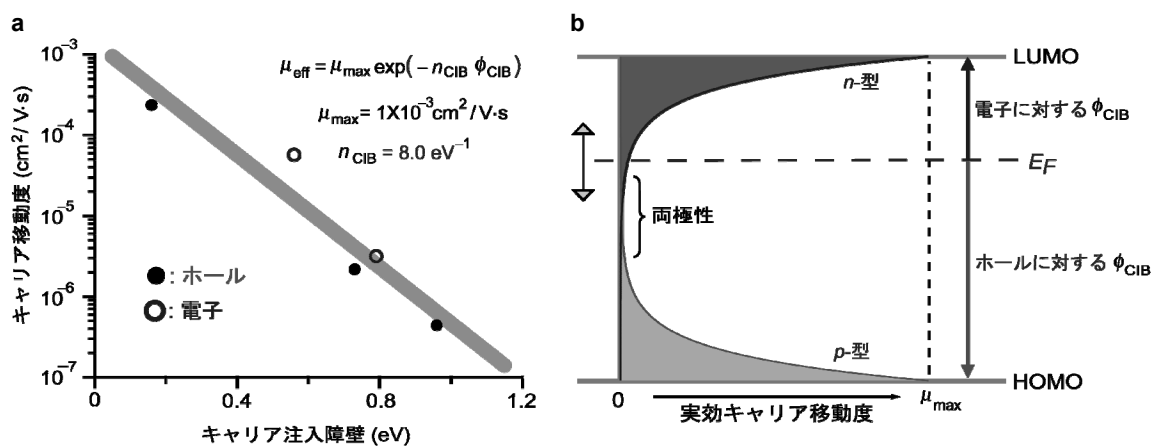 a
10⁻³
10⁻⁴
10⁻⁵
10⁻⁶
10⁻⁷
キャリア移動度 (cm²/ V·s)
μeff = μmax exp(−nCIB ϕCIB)
μmax = 1X10⁻³cm²/ V·s
nCIB = 8.0 eV⁻¹
●: ホール
○: 電子
0 0.4 0.8 1.2
キャリア注入障壁 (eV)
b
LUMO
n-型
電子に対する ϕCIB
EF
両極性
ホールに対する ϕCIB
p-型
HOMO
0
実効キャリア移動度
μmax